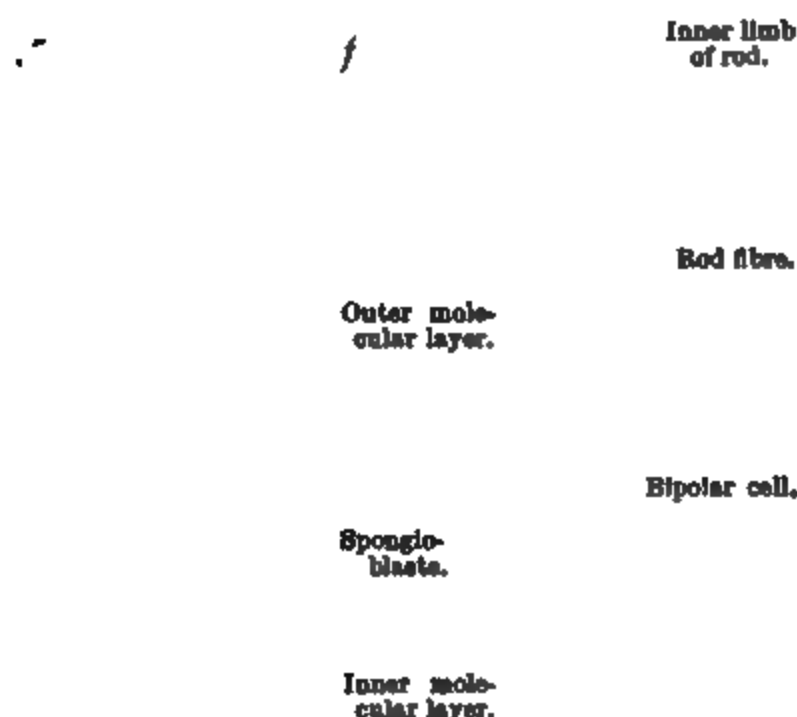 f
Inner limb
of rod.
Rod fibre.
Outer mole-
cular layer.
Bipolar cell.
Spongio-
blasts.
Inner mole-
cular layer.